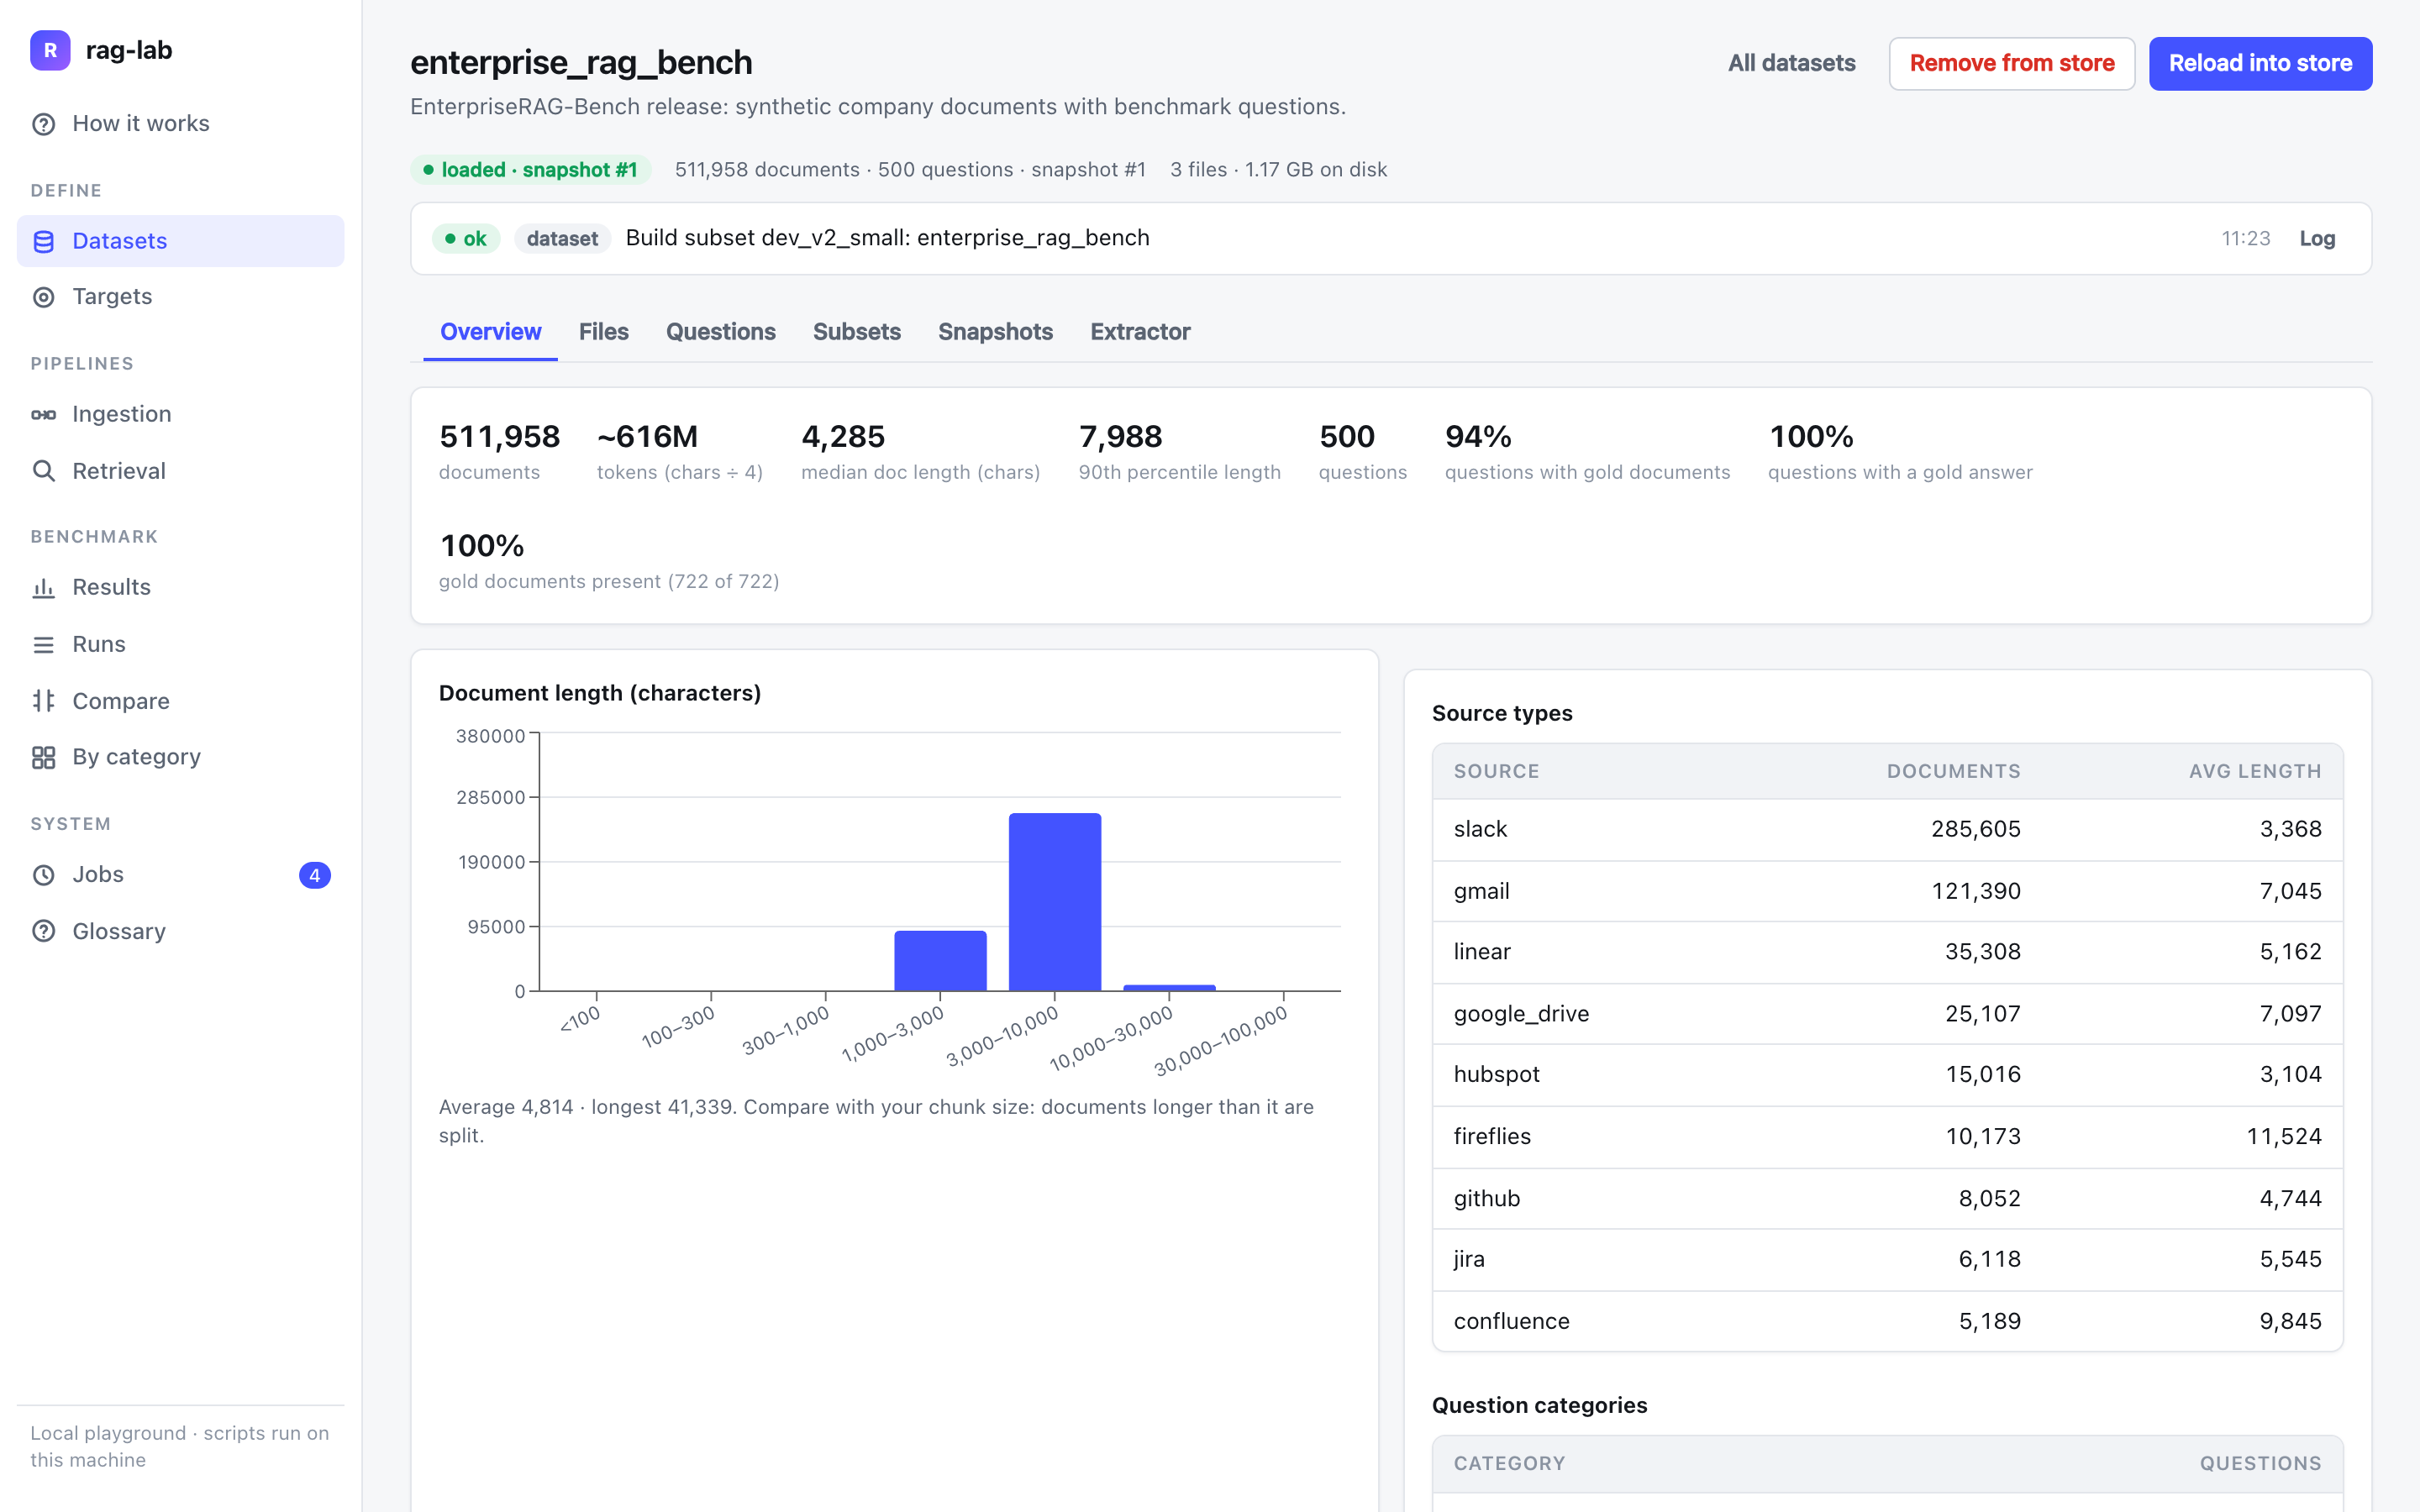 R rag-lab
How it works
DEFINE
Datasets
Targets
PIPELINES
Ingestion
Retrieval
BENCHMARK
Results
Runs
Compare
By category
SYSTEM
Jobs 4
Glossary
Local playground · scripts run on
this machine
enterprise_rag_bench
All datasets
Remove from store
Reload into store
EnterpriseRAG-Bench release: synthetic company documents with benchmark questions.
loaded · snapshot #1 511,958 documents · 500 questions · snapshot #1 3 files · 1.17 GB on disk
ok dataset Build subset dev_v2_small: enterprise_rag_bench 11:23 Log
Overview Files Questions Subsets Snapshots Extractor
511,958 ~616M 4,285 7,988 500 94% 100%
documents tokens (chars ÷ 4) median doc length (chars) 90th percentile length questions questions with gold documents questions with a gold answer
100%
gold documents present (722 of 722)
Document length (characters)
380000
285000
190000
95000
0
<100 100–300 300–1,000 1,000–3,000 3,000–10,000 10,000–30,000 30,000–100,000
Average 4,814 · longest 41,339. Compare with your chunk size: documents longer than it are
split.
Source types
SOURCE DOCUMENTS AVG LENGTH
slack 285,605 3,368
gmail 121,390 7,045
linear 35,308 5,162
google_drive 25,107 7,097
hubspot 15,016 3,104
fireflies 10,173 11,524
github 8,052 4,744
jira 6,118 5,545
confluence 5,189 9,845
Question categories
CATEGORY QUESTIONS